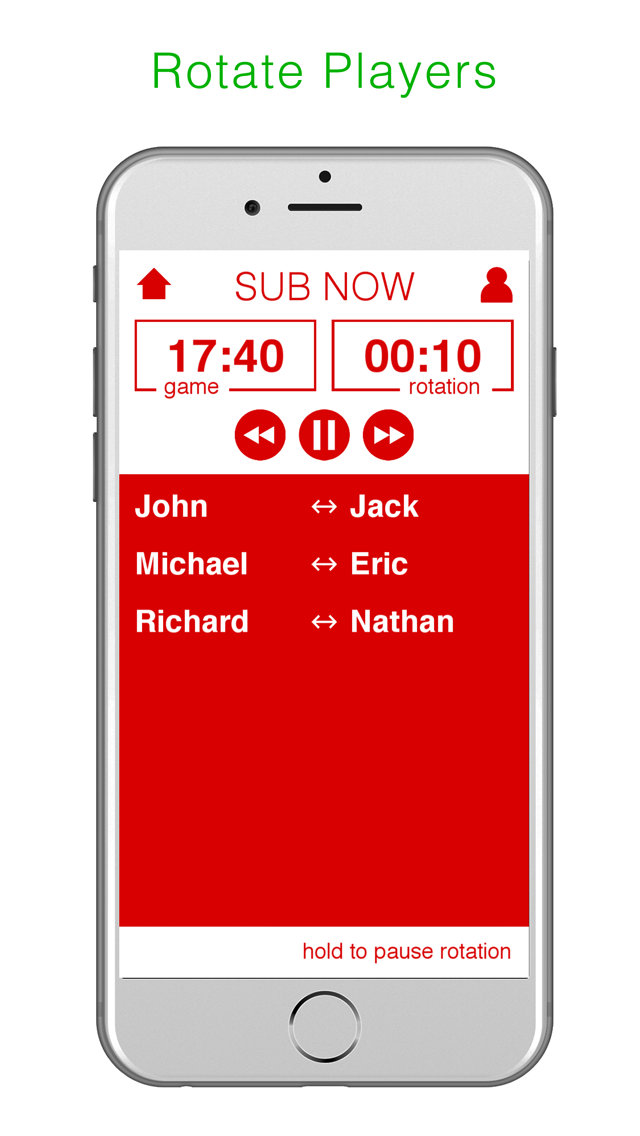 Rotate Players
SUB NOW
17:40 00:10
game rotation
John ↔ Jack
Michael ↔ Eric
Richard ↔ Nathan
hold to pause rotation